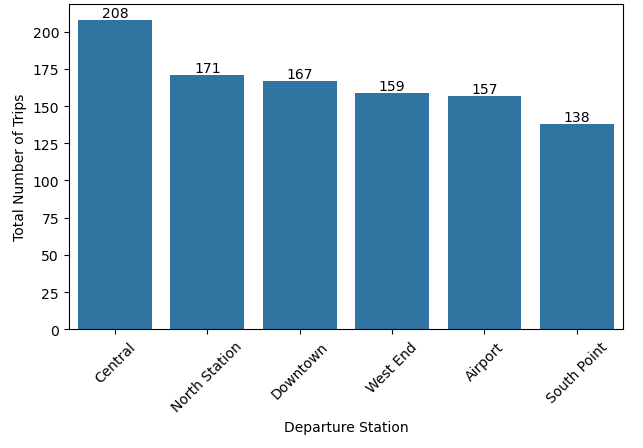 208
171
167
159
157
138
200
175
150
125
100
75
50
25
0
Total Number of Trips
Central
North Station
Downtown
West End
Airport
South Point
Departure Station